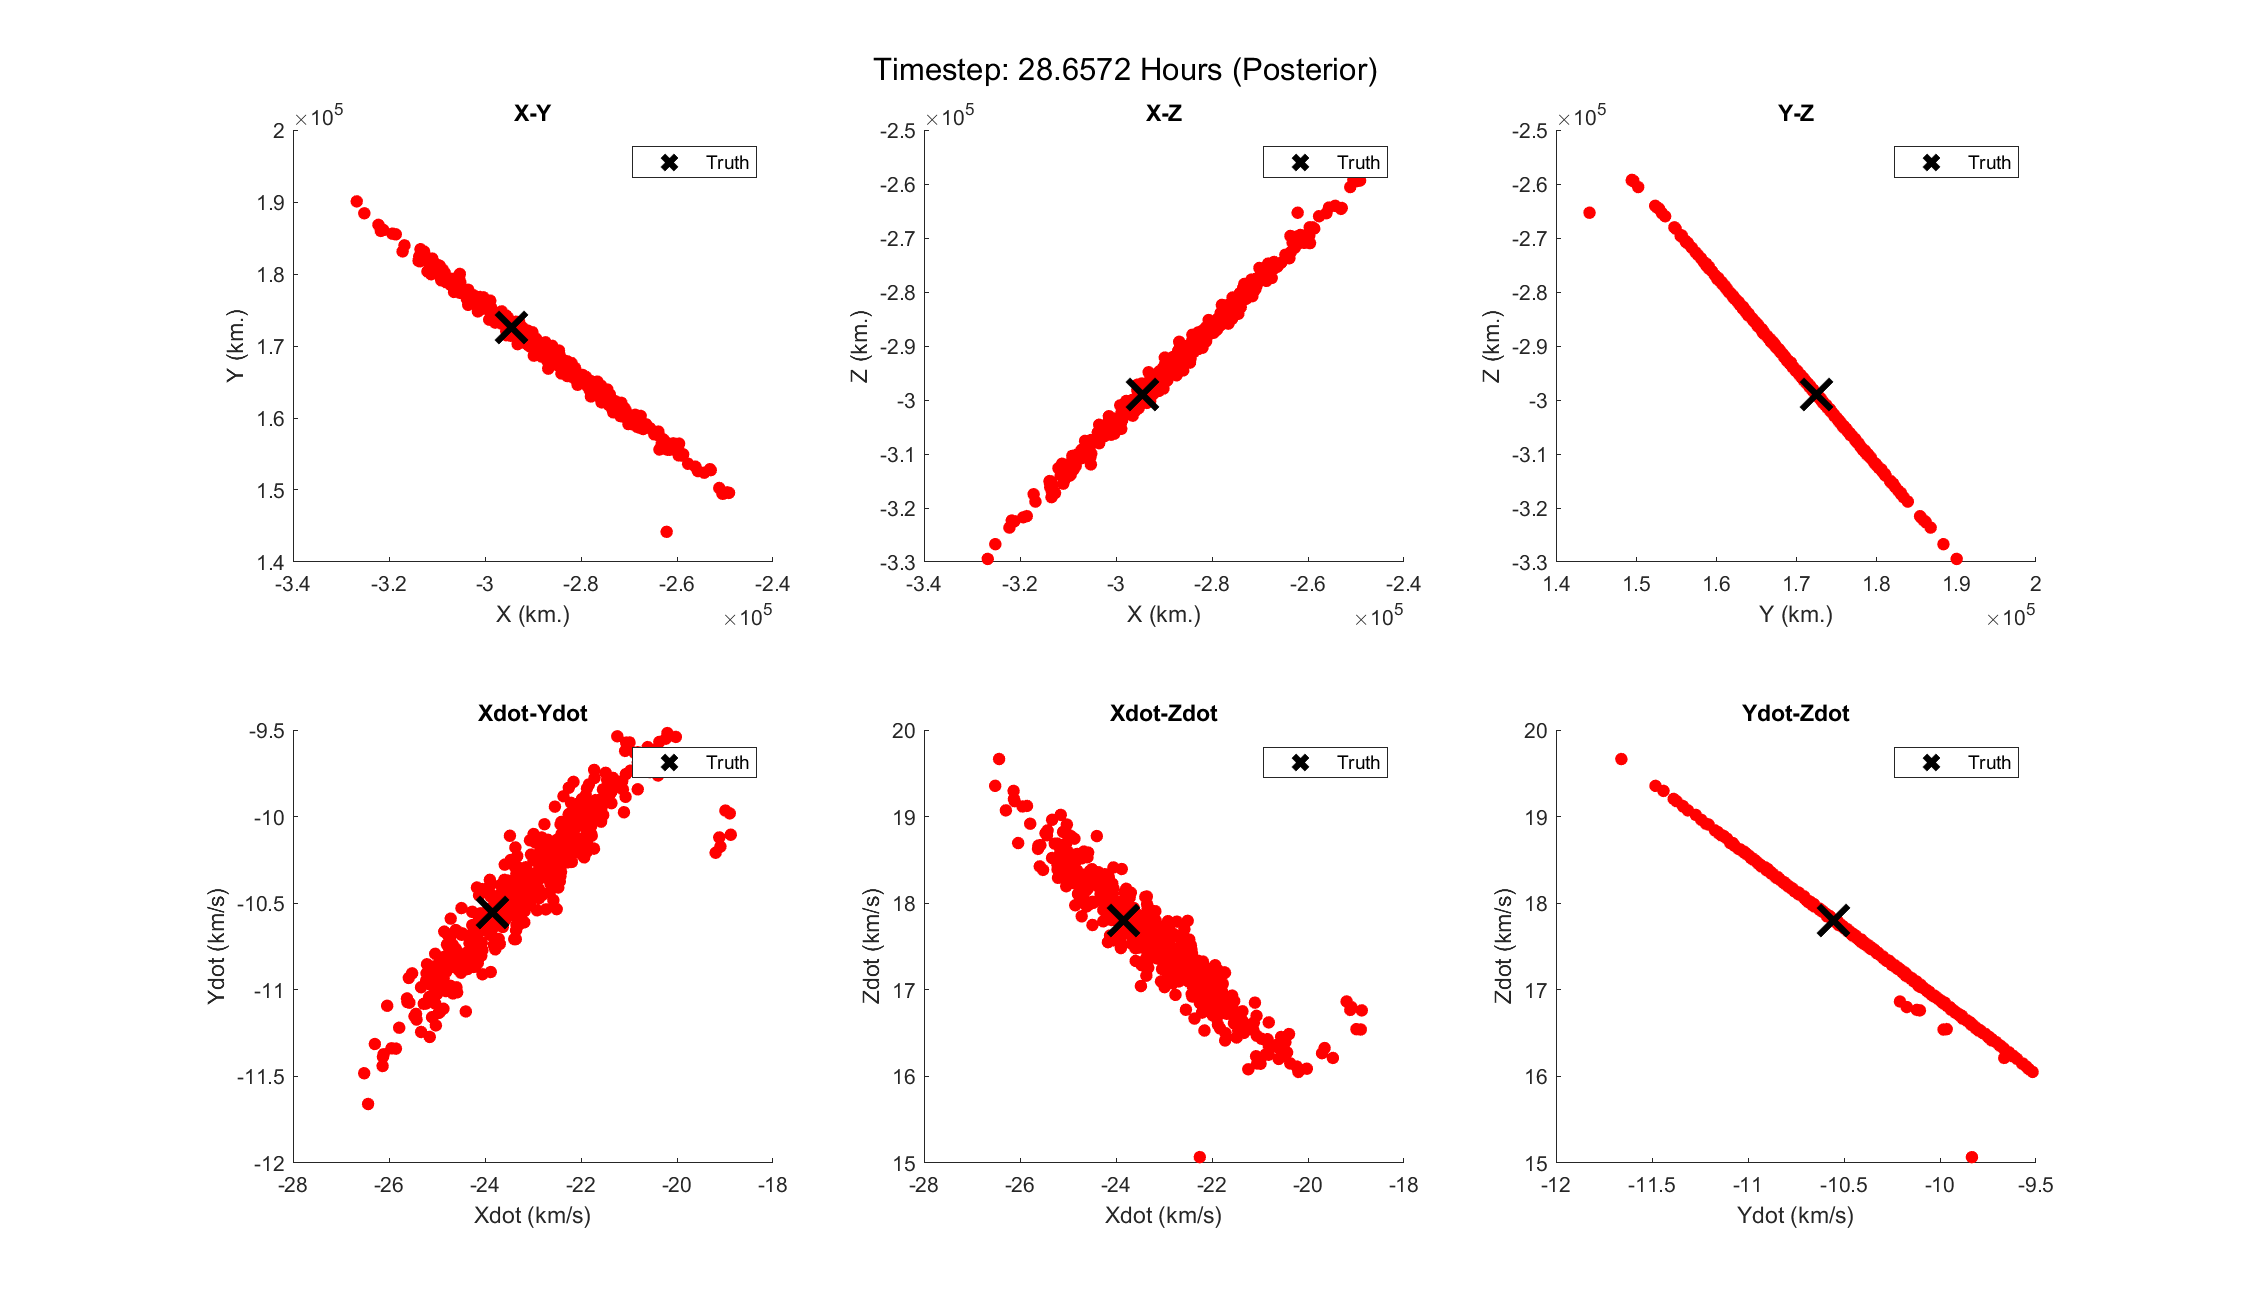 Timestep: 28.6572 Hours (Posterior)
X-Y
×10^5
2
1.9
1.8
1.7
1.6
1.5
1.4
Y (km.)
-3.4 -3.2 -3 -2.8 -2.6 -2.4
X (km.)
×10^5
Truth
X-Z
×10^5
-2.5
-2.6
-2.7
-2.8
-2.9
-3
-3.1
-3.2
-3.3
Z (km.)
-3.4 -3.2 -3 -2.8 -2.6 -2.4
X (km.)
×10^5
Truth
Y-Z
×10^5
-2.5
-2.6
-2.7
-2.8
-2.9
-3
-3.1
-3.2
-3.3
Z (km.)
1.4 1.5 1.6 1.7 1.8 1.9 2
Y (km.)
×10^5
Truth
Xdot-Ydot
-9.5
-10
-10.5
-11
-11.5
-12
Ydot (km/s)
-28 -26 -24 -22 -20 -18
Xdot (km/s)
Truth
Xdot-Zdot
20
19
18
17
16
15
Zdot (km/s)
-28 -26 -24 -22 -20 -18
Xdot (km/s)
Truth
Ydot-Zdot
20
19
18
17
16
15
Zdot (km/s)
-12 -11.5 -11 -10.5 -10 -9.5
Ydot (km/s)
Truth